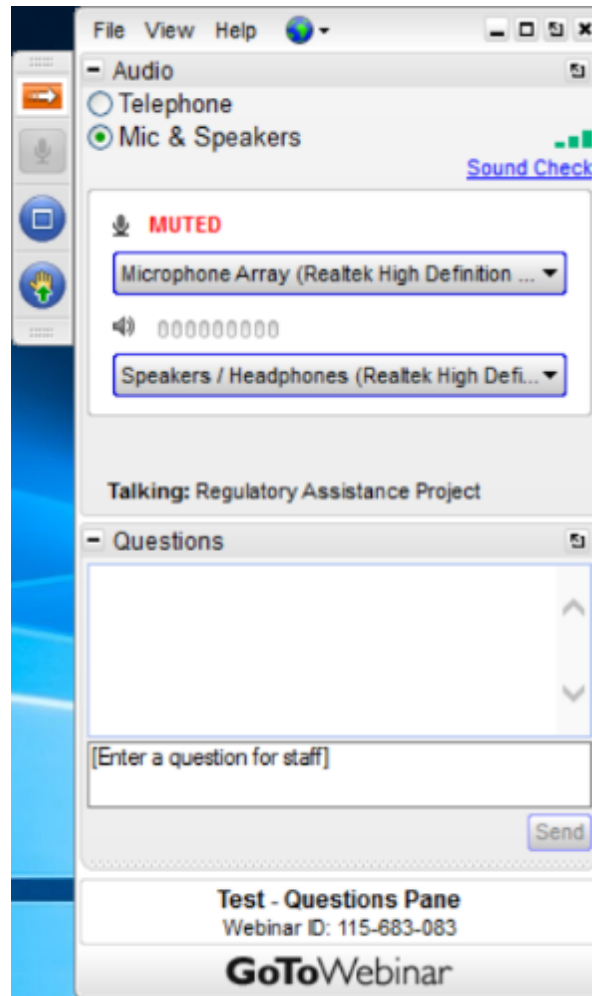 File View Help
Audio
Telephone
Mic & Speakers
Sound Check
MUTED
Microphone Array (Realtek High Definition ...
Speakers / Headphones (Realtek High Defi...
Talking: Regulatory Assistance Project
Questions
[Enter a question for staff]
Send
Test - Questions Pane
Webinar ID: 115-683-083
GoToWebinar